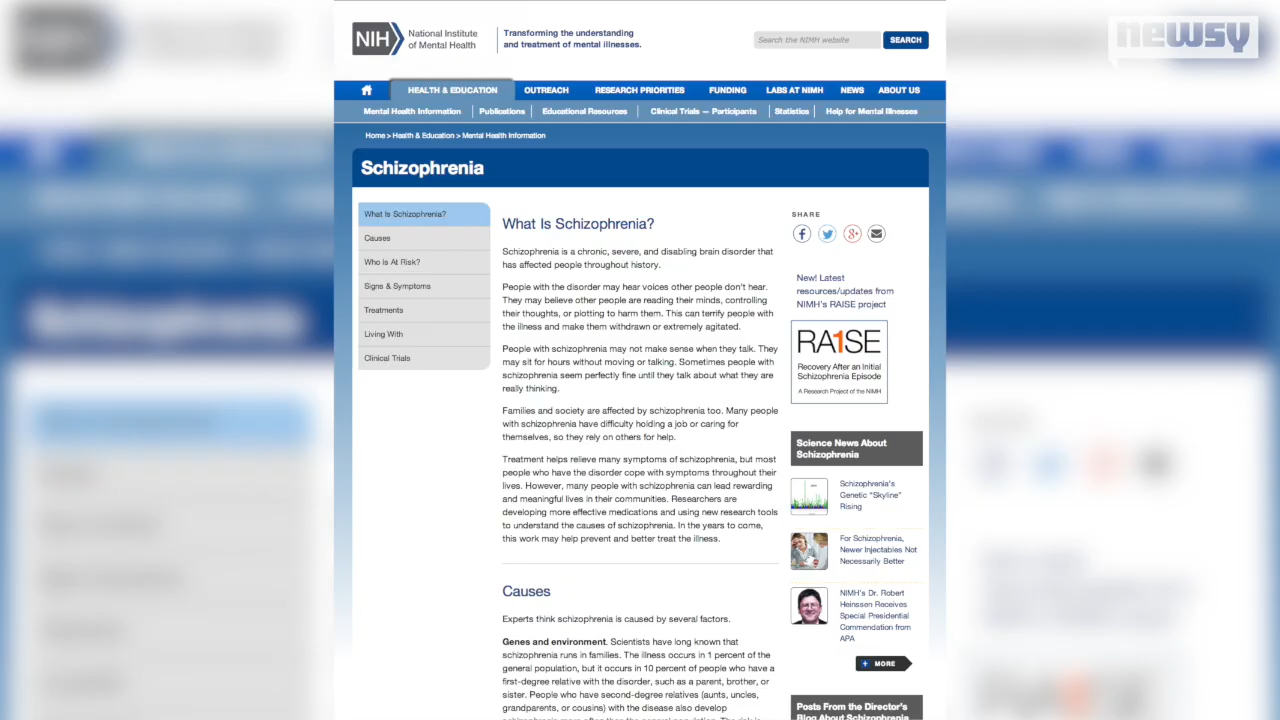 NIH
National Institute
of Mental Health
Transforming the understanding
and treatment of mental illnesses.
Search the NIMH website
SEARCH
newsy
HEALTH & EDUCATION
OUTREACH
RESEARCH PRIORITIES
FUNDING
LABS AT NIMH
NEWS
ABOUT US
Mental Health Information
Publications
Educational Resources
Clinical Trials — Participants
Statistics
Help for Mental Illnesses
Home > Health & Education > Mental Health Information
Schizophrenia
What Is Schizophrenia?
Causes
Who Is At Risk?
Signs & Symptoms
Treatments
Living With
Clinical Trials
What Is Schizophrenia?
Schizophrenia is a chronic, severe, and disabling brain disorder that
has affected people throughout history.
People with the disorder may hear voices other people don't hear.
They may believe other people are reading their minds, controlling
their thoughts, or plotting to harm them. This can terrify people with
the illness and make them withdrawn or extremely agitated.
People with schizophrenia may not make sense when they talk. They
may sit for hours without moving or talking. Sometimes people with
schizophrenia seem perfectly fine until they talk about what they are
really thinking.
Families and society are affected by schizophrenia too. Many people
with schizophrenia have difficulty holding a job or caring for
themselves, so they rely on others for help.
Treatment helps relieve many symptoms of schizophrenia, but most
people who have the disorder cope with symptoms throughout their
lives. However, many people with schizophrenia can lead rewarding
and meaningful lives in their communities. Researchers are
developing more effective medications and using new research tools
to understand the causes of schizophrenia. In the years to come,
this work may help prevent and better treat the illness.
Causes
Experts think schizophrenia is caused by several factors.
Genes and environment. Scientists have long known that
schizophrenia runs in families. The illness occurs in 1 percent of the
general population, but it occurs in 10 percent of people who have a
first-degree relative with the disorder, such as a parent, brother, or
sister. People who have second-degree relatives (aunts, uncles,
grandparents, or cousins) with the disease also develop
schizophrenia more often than the general population. The risk is
SHARE
New! Latest
resources/updates from
NIMH's RAISE project
RA1SE
Recovery After an Initial
Schizophrenia Episode
A Research Project of the NIMH
Science News About
Schizophrenia
Schizophrenia's
Genetic “Skyline”
Rising
For Schizophrenia,
Newer Injectables Not
Necessarily Better
NIMH's Dr. Robert
Heinssen Receives
Special Presidential
Commendation from
APA
MORE
Posts From the Director's
Blog About Schizophrenia